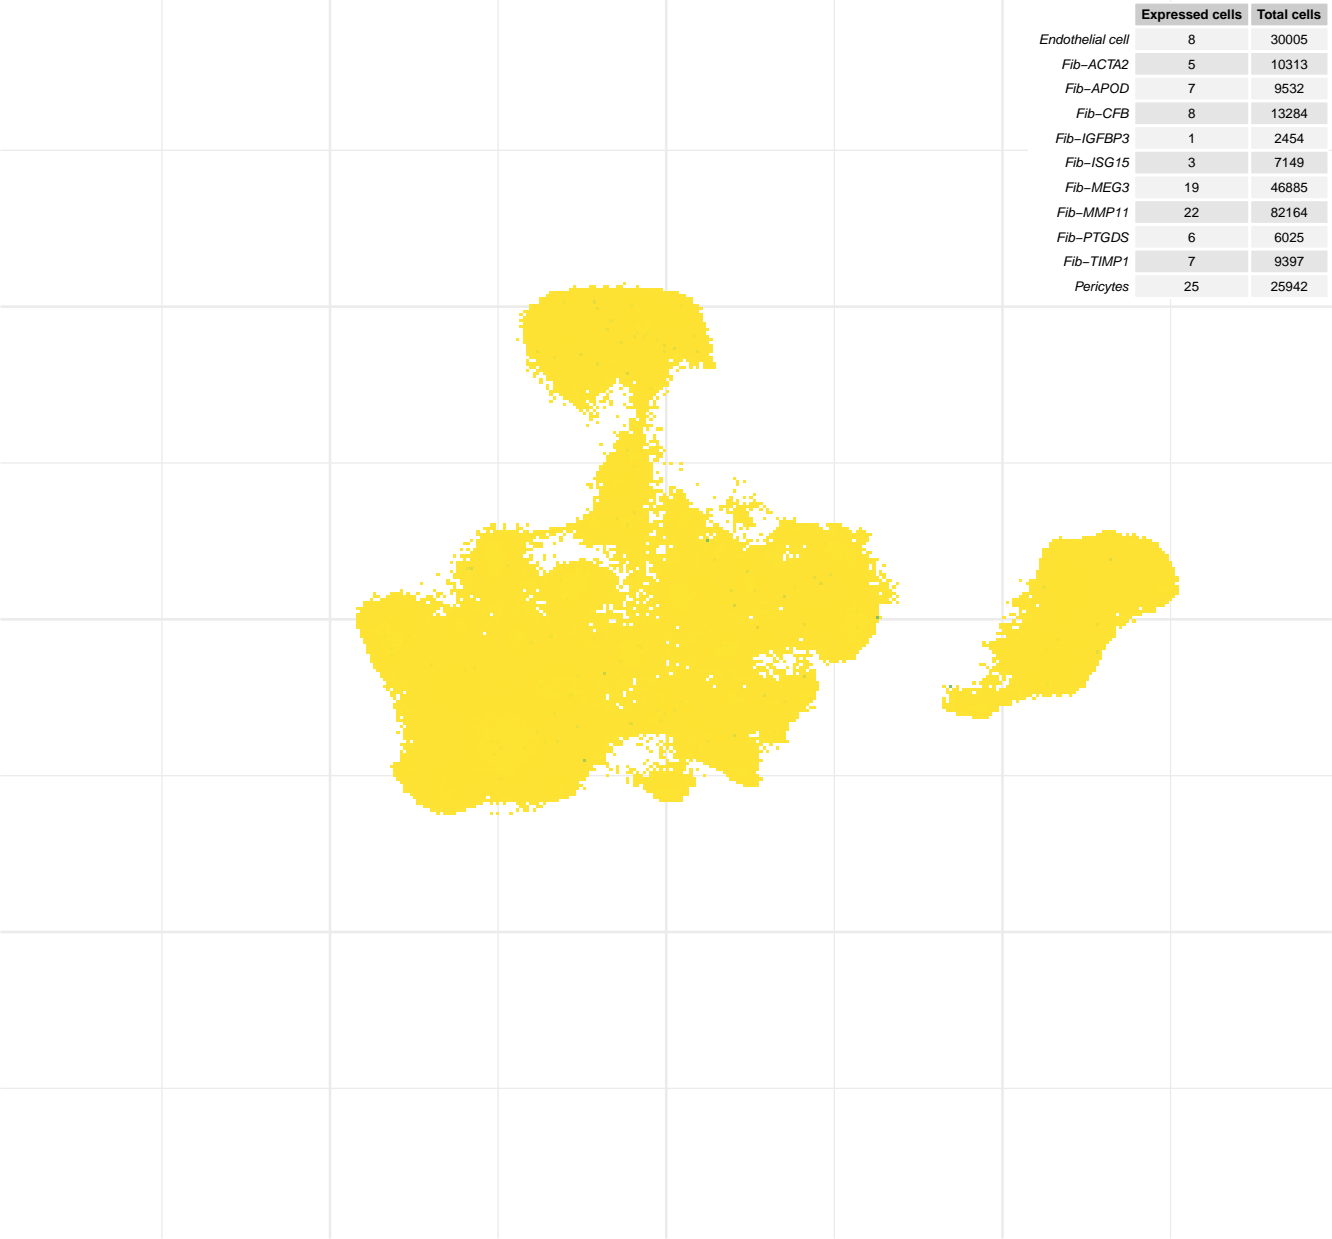 Expressed cells Total cells
Endothelial cell 8 30005
Fib−ACTA2 5 10313
Fib−APOD 7 9532
Fib−CFB 8 13284
Fib−IGFBP3 1 2454
Fib−ISG15 3 7149
Fib−MEG3 19 46885
Fib−MMP11 22 82164
Fib−PTGDS 6 6025
Fib−TIMP1 7 9397
Pericytes 25 25942